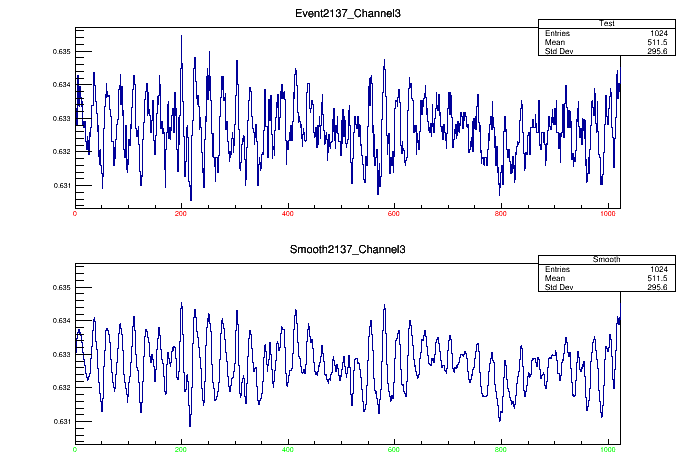 Event2137_Channel3
Test
Entries 1024
Mean 511.5
Std Dev 295.6
0.635
0.634
0.633
0.632
0.631
0 200 400 600 800 1000
Smooth2137_Channel3
Smooth
Entries 1024
Mean 511.5
Std Dev 295.6
0.635
0.634
0.633
0.632
0.631
0 200 400 600 800 1000